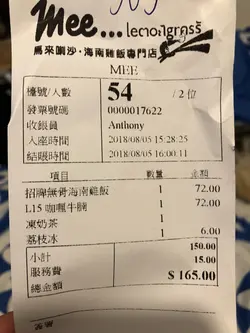 Mee...
馬來喇沙·海南雞飯專門店
MEE
檯號/人數 54 /2位
發票號碼 0000017622
收銀員 Anthony
入座時間 2018/08/05 15:28:25
結賬時間 2018/08/05 16:00:11
項目 數量 金額
招牌無骨海南雞飯 1 72.00
L15 咖喱牛腩 1 72.00
凍奶茶 1
荔枝冰 1 6.00
小計 150.00
服務費 15.00
總金額 $ 165.00